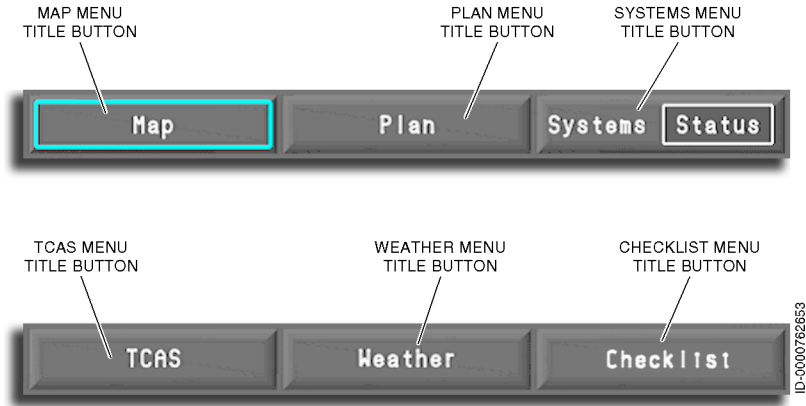 MAP MENU
TITLE BUTTON
PLAN MENU
TITLE BUTTON
SYSTEMS MENU
TITLE BUTTON
Map
Plan
Systems
Status
TCAS MENU
TITLE BUTTON
WEATHER MENU
TITLE BUTTON
CHECKLIST MENU
TITLE BUTTON
TCAS
Weather
Checklist
ID-0000762653